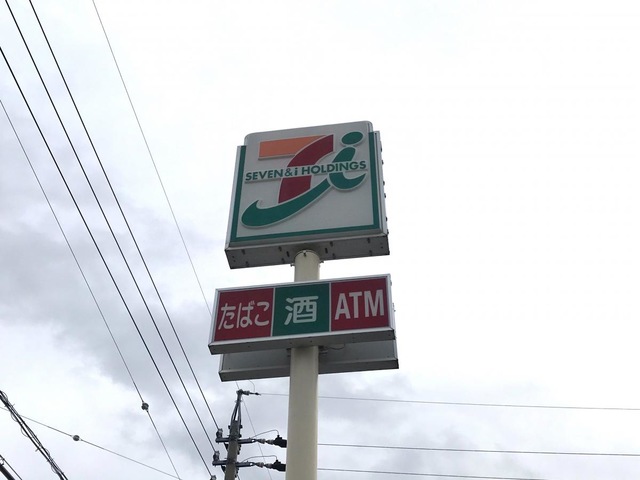 7i
SEVEN&i HOLDINGS
たばこ 酒 ATM